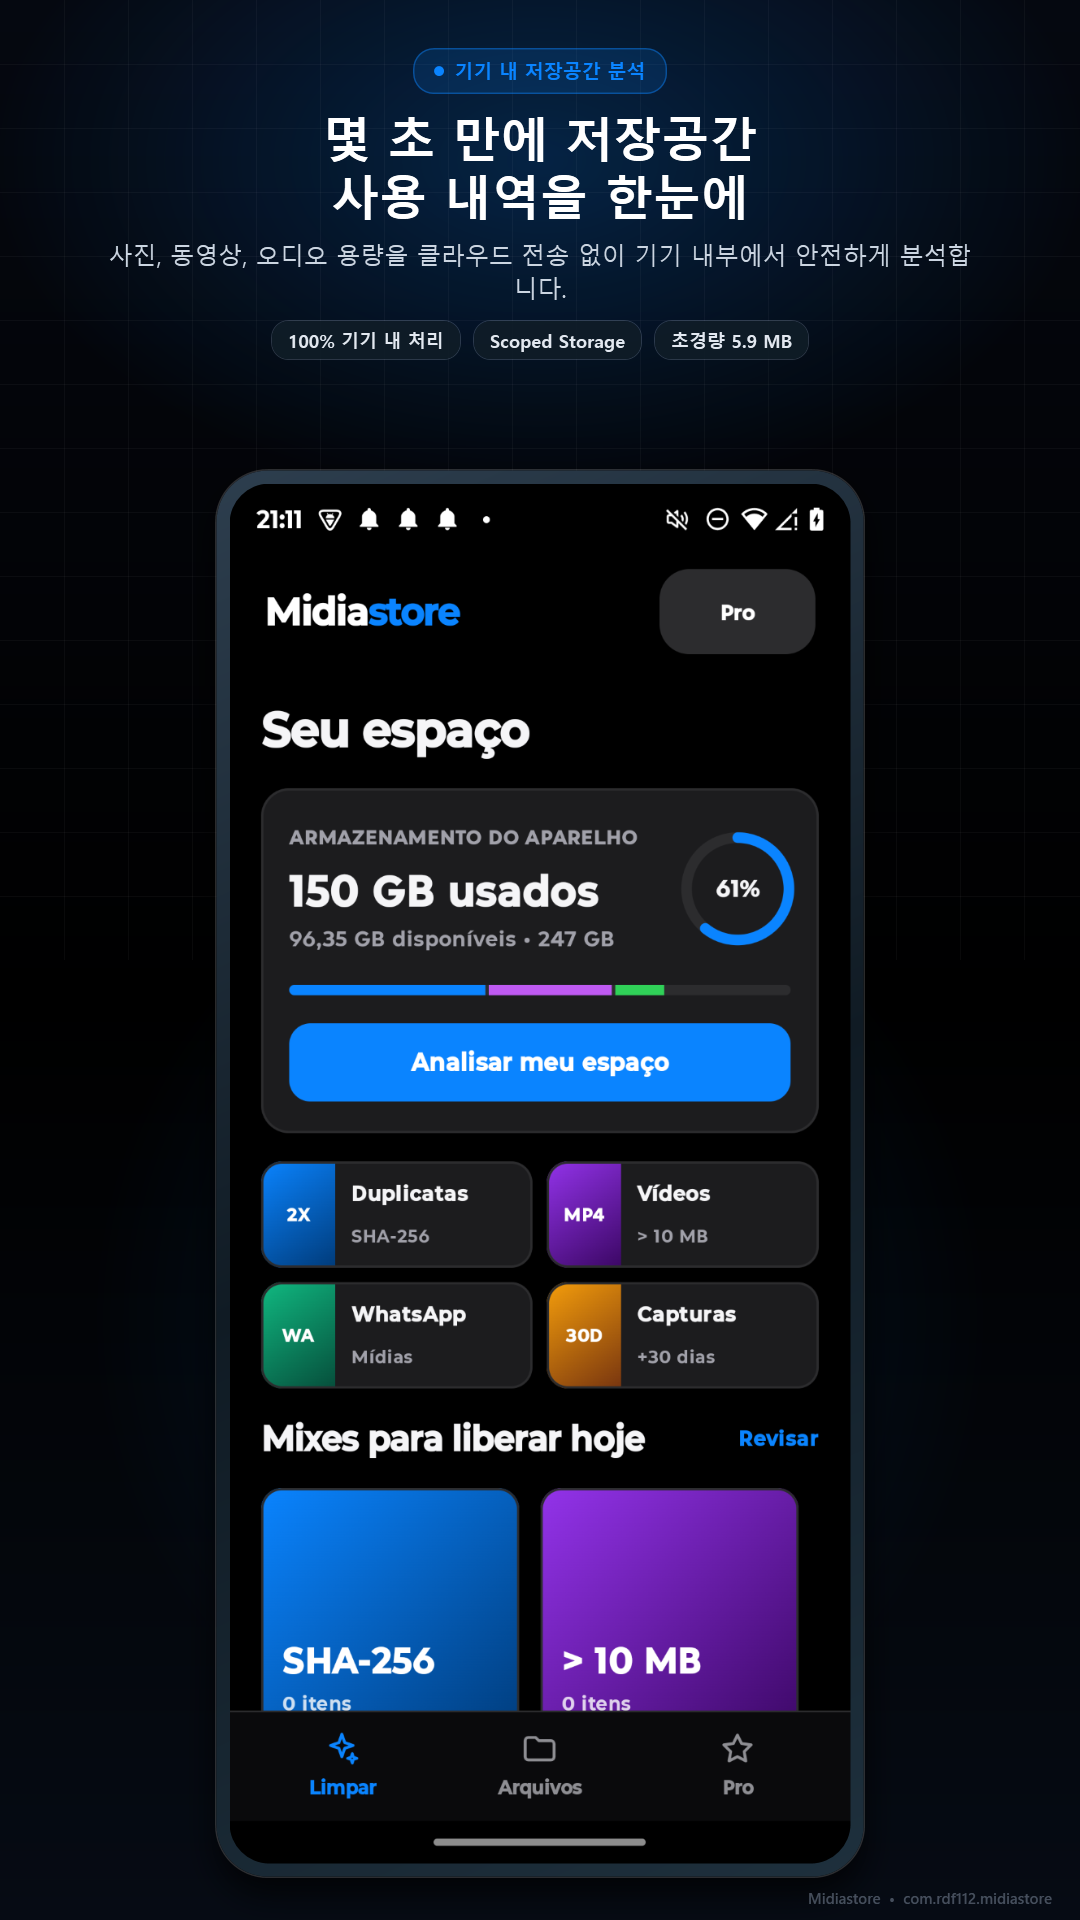 기기 내 저장공간 분석
몇 초 만에 저장공간
사용 내역을 한눈에
사진, 동영상, 오디오 용량을 클라우드 전송 없이 기기 내부에서 안전하게 분석합
니다.
100% 기기 내 처리
Scoped Storage
초경량 5.9 MB
21:11
Midiastore
Pro
Seu espaço
ARMAZENAMENTO DO APARELHO
150 GB usados
96,35 GB disponíveis • 247 GB
61%
Analisar meu espaço
2X
Duplicatas
SHA-256
MP4
Vídeos
> 10 MB
WA
WhatsApp
Mídias
30D
Capturas
+30 dias
Mixes para liberar hoje
Revisar
SHA-256
0 itens
> 10 MB
0 itens
Limpar
Arquivos
Pro
Midiastore • com.rdf112.midiastore